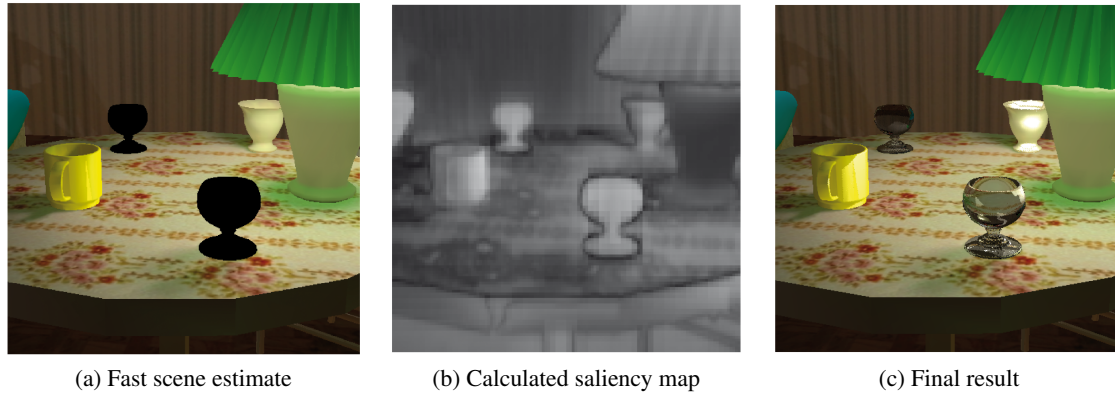 (a) Fast scene estimate
(b) Calculated saliency map
(c) Final result